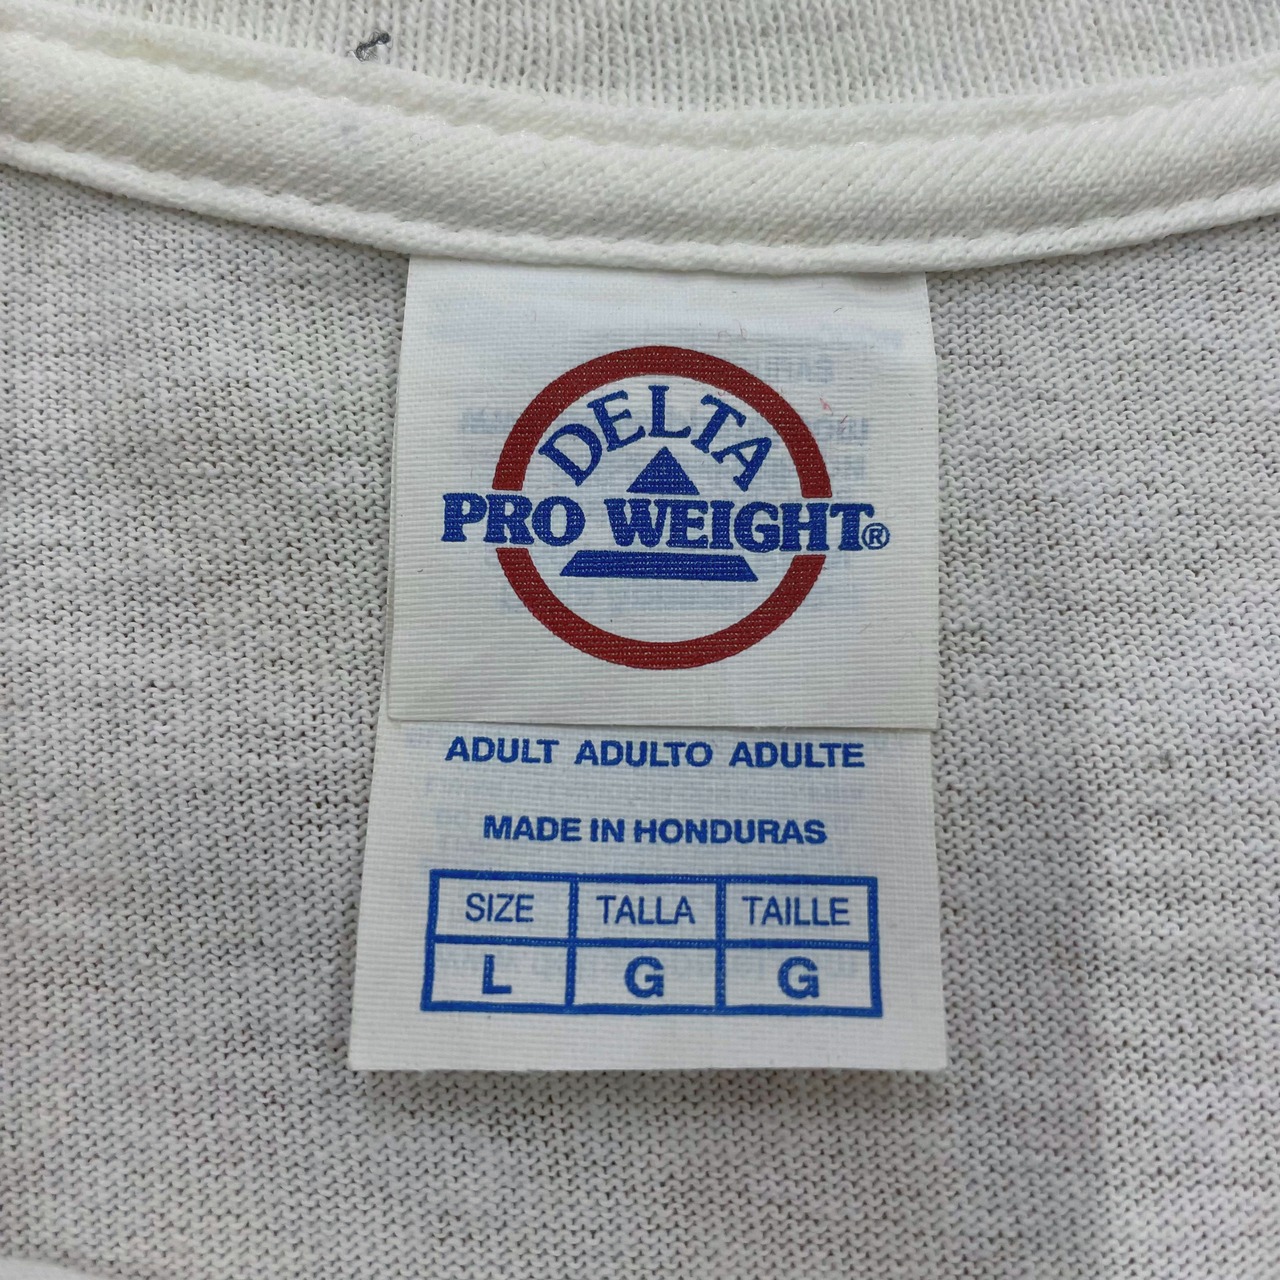 DELTA
PRO WEIGHT®
ADULT ADULTO ADULTE
MADE IN HONDURAS
SIZE TALLA TAILLE
L G G